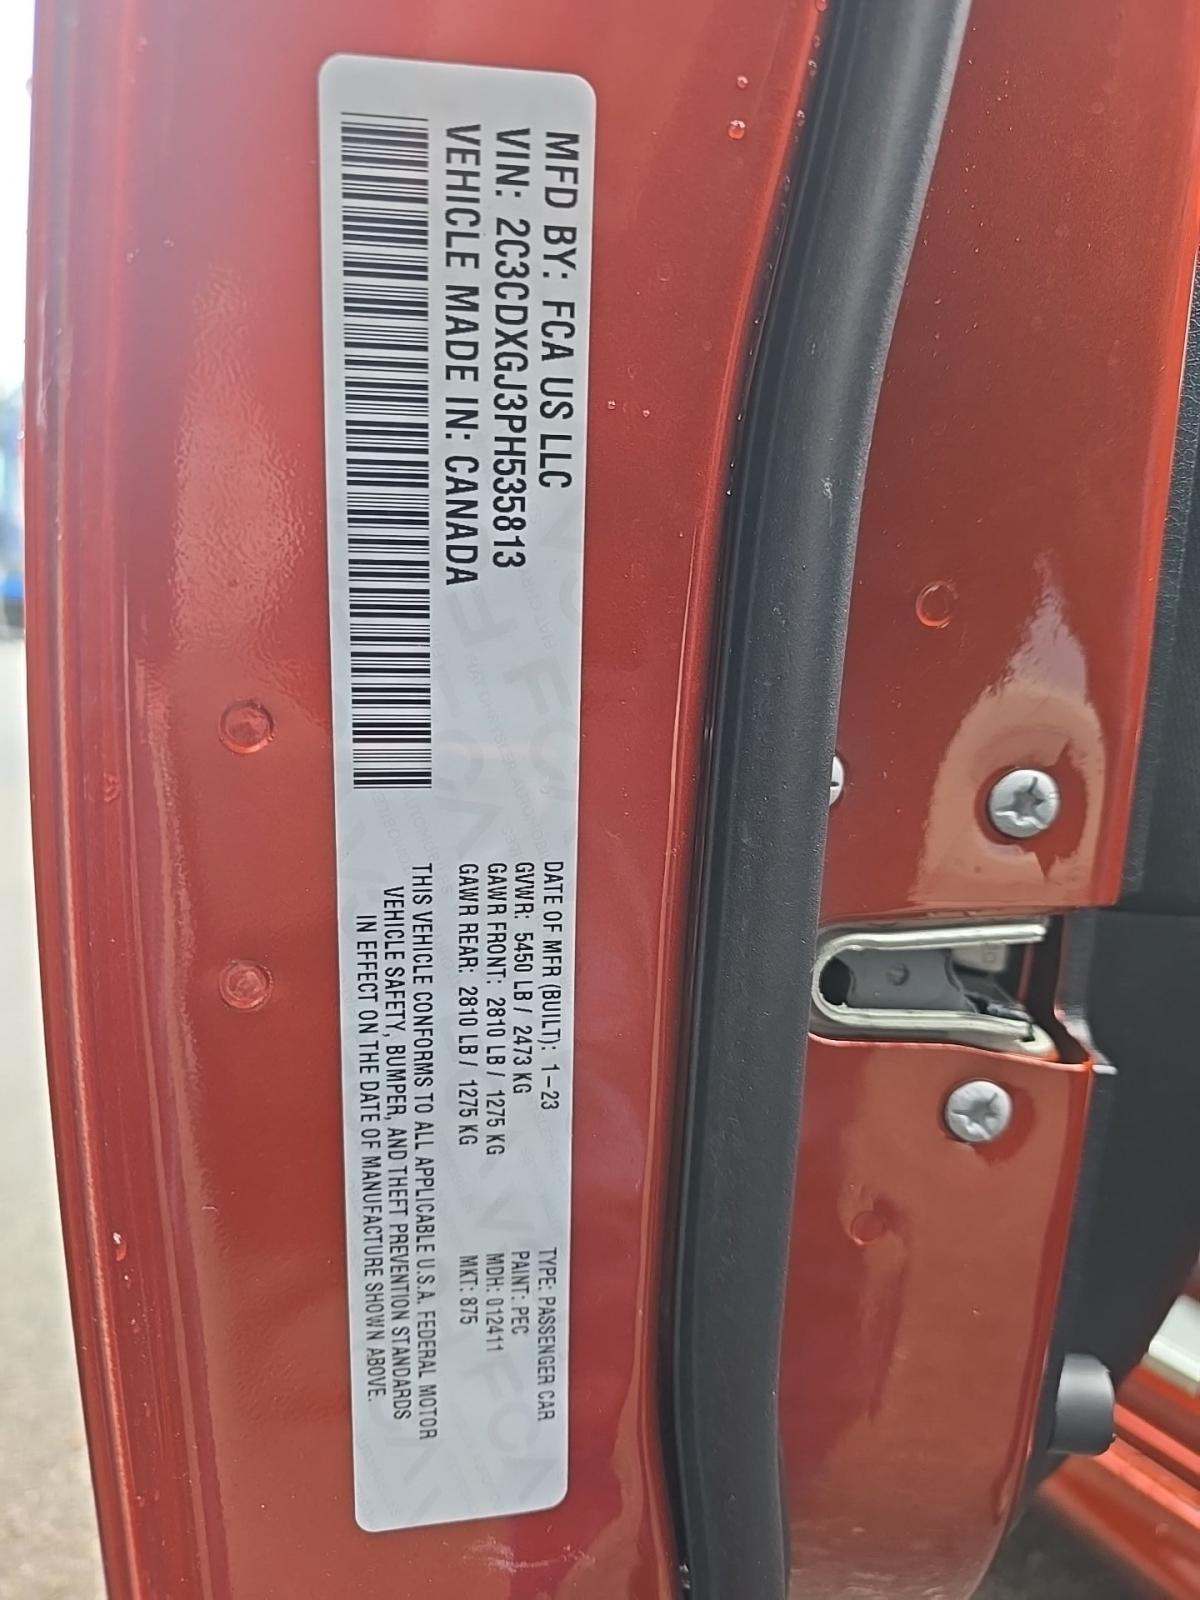 MFD BY: FCA US LLC
VIN: 2C3CDXGJ3PH535813
VEHICLE MADE IN: CANADA
DATE OF MFR (BUILT): 1-23
GVWR: 5450 LB / 2473 KG
GAWR FRONT: 2810 LB / 1275 KG
GAWR REAR: 2810 LB / 1275 KG
TYPE: PASSENGER CAR
PAINT: PEC
MDH: 012411
MKT: 875
THIS VEHICLE CONFORMS TO ALL APPLICABLE U.S.A. FEDERAL MOTOR
VEHICLE SAFETY, BUMPER, AND THEFT PREVENTION STANDARDS
IN EFFECT ON THE DATE OF MANUFACTURE SHOWN ABOVE.